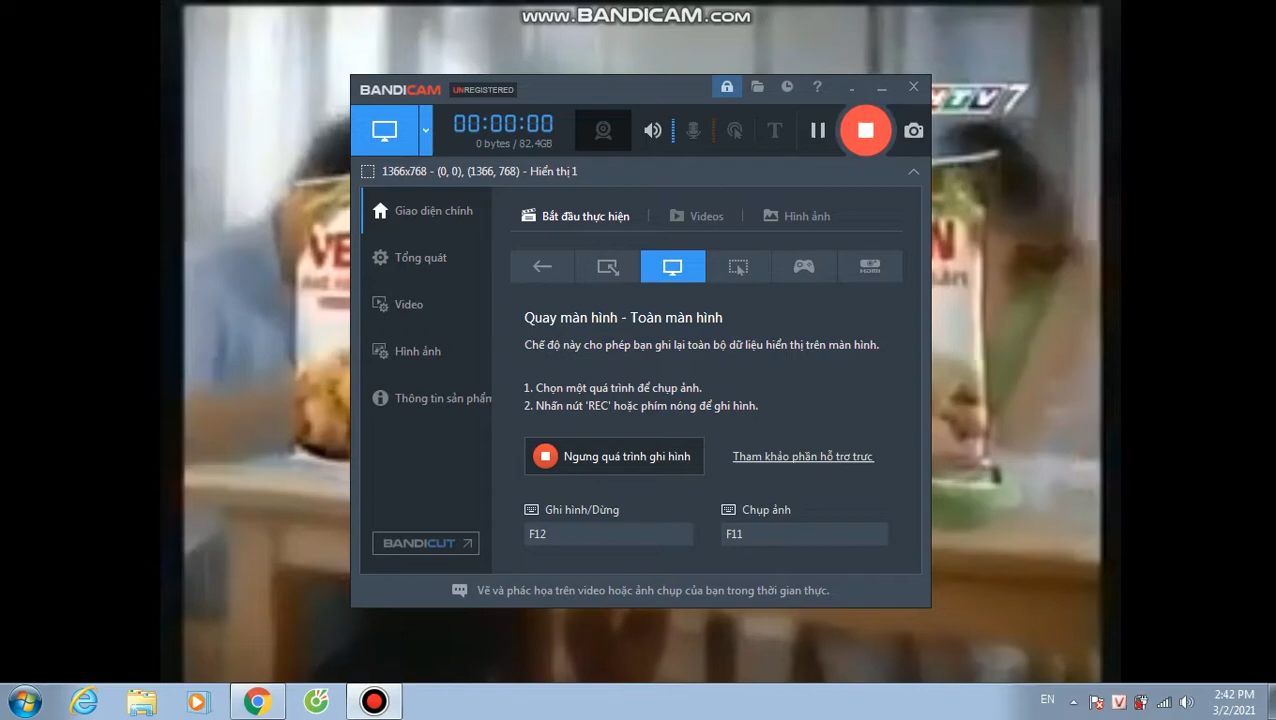 www.BANDICAM.com
BANDICAM UNREGISTERED
HTV7
00:00:00
0 bytes / 82.4GB
1366x768 - (0, 0), (1366, 768) - Hiển thị 1
Giao diện chính
Tổng quát
Video
Hình ảnh
Thông tin sản phẩm
BANDICUT
Bắt đầu thực hiện
Videos
Hình ảnh
HDMI
Quay màn hình - Toàn màn hình
Chế độ này cho phép bạn ghi lại toàn bộ dữ liệu hiển thị trên màn hình.
1. Chọn một quá trình để chụp ảnh.
2. Nhấn nút 'REC' hoặc phím nóng để ghi hình.
Ngưng quá trình ghi hình
Tham khảo phần hỗ trợ trực
Ghi hình/Dừng
Chụp ảnh
F12
F11
Vẽ và phác họa trên video hoặc ảnh chụp của bạn trong thời gian thực.
EN
2:42 PM
3/2/2021